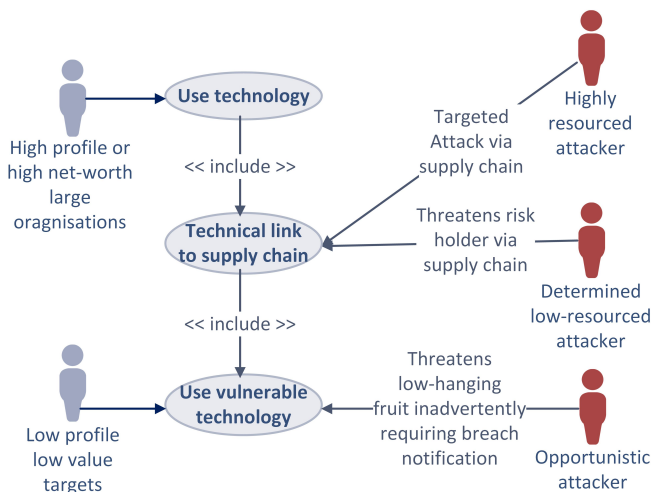 Use technology
High profile or
high net-worth
large
oragnisations
<< include >>
Targeted
Attack via
supply chain
Highly
resourced
attacker
Technical link
to supply chain
Threatens risk
holder via
supply chain
Determined
low-resourced
attacker
<< include >>
Use vulnerable
technology
Low profile
low value
targets
Threatens
low-hanging
fruit inadvertently
requiring breach
notification
Opportunistic
attacker